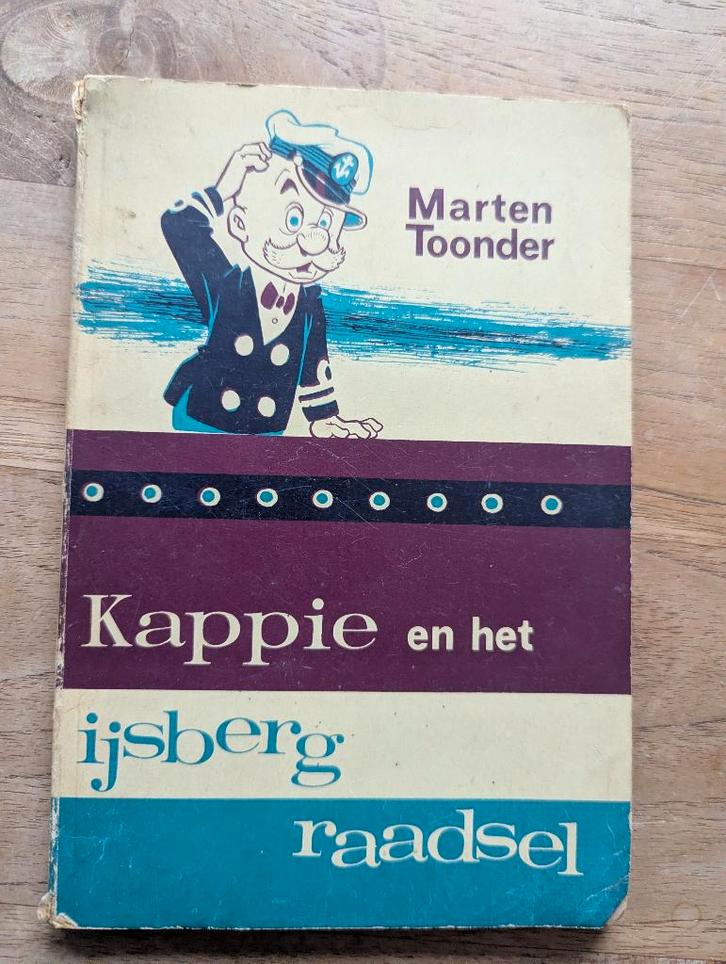 Marten
Toonder
Kappie en het
ijsberg
raadsel